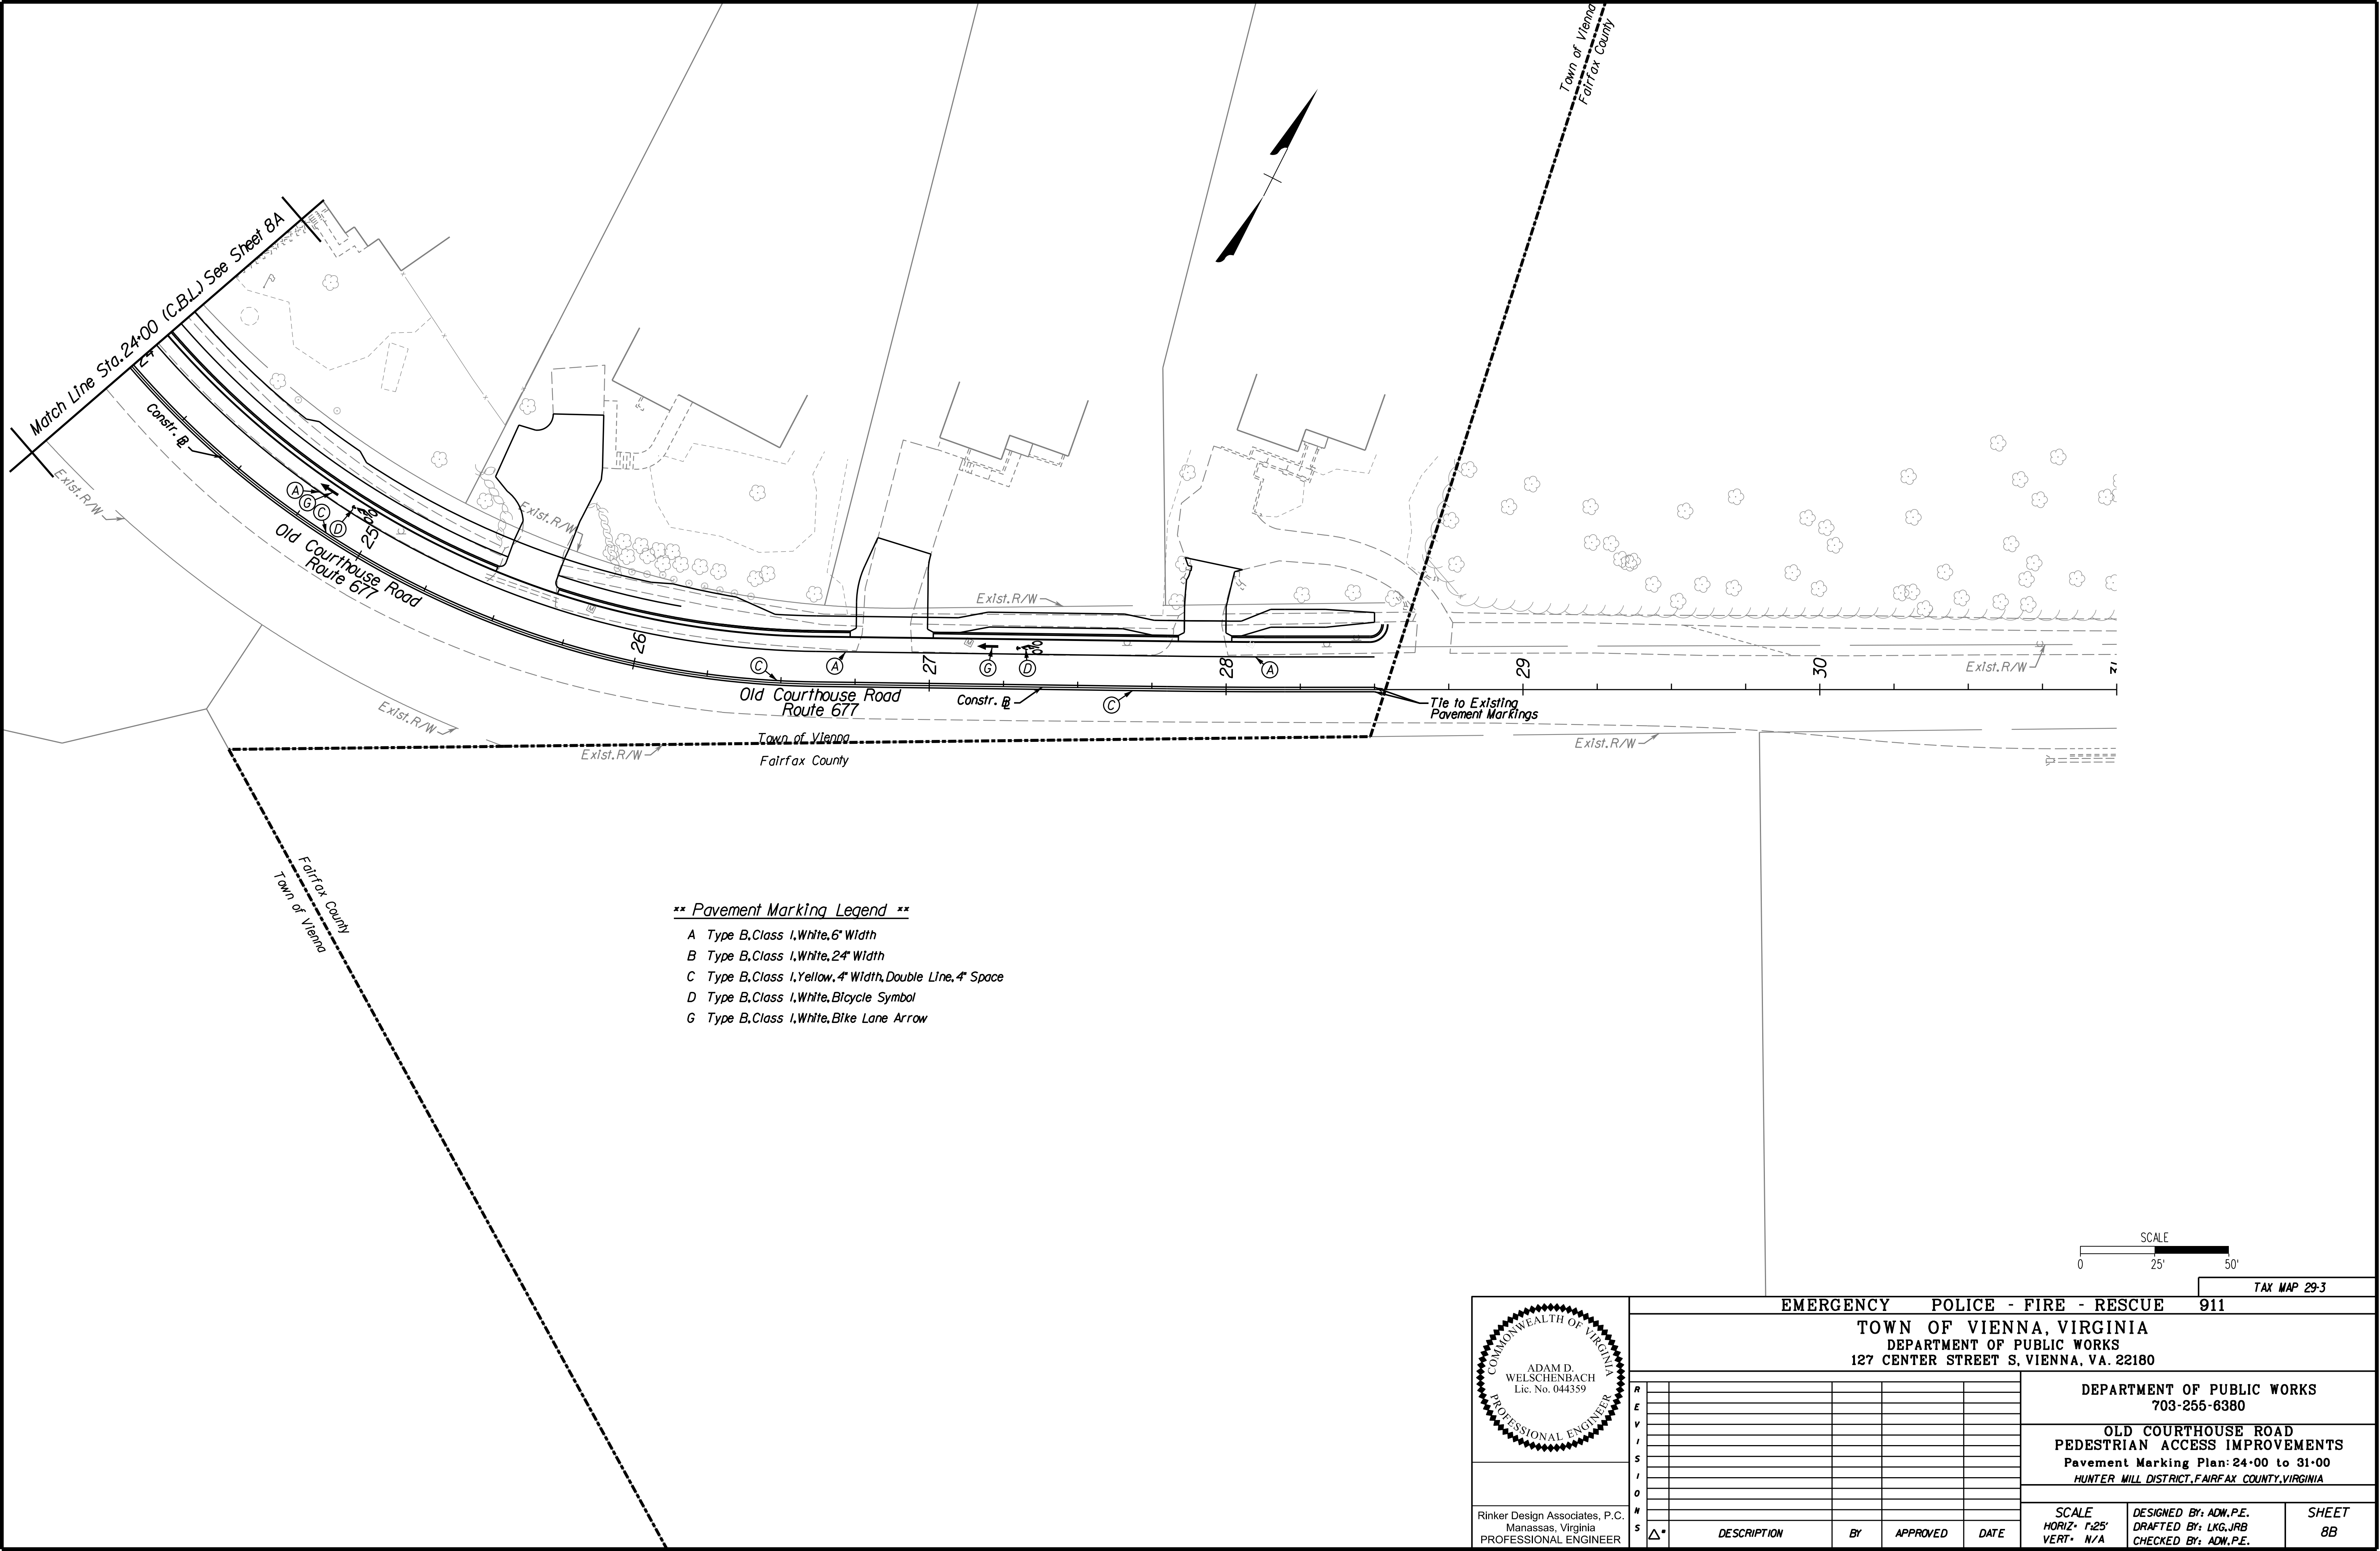 Town of Vienna
Fairfax County
Match Line Sta. 24+00 (C.B.L.) See Sheet 8A
24
Constr. BL
Exist. R/W
A
G
C
D
25
Old Courthouse Road
Route 677
Exist. R/W
26
C
A
27
Exist. R/W
G
D
28
A
29
30
Exist. R/W
Old Courthouse Road
Route 677
Constr. BL
C
Tie to Existing
Pavement Markings
Exist. R/W
Exist. R/W
Town of Vienna
Fairfax County
Exist. R/W
Fairfax County
Town of Vienna
** Pavement Marking Legend **
A Type B, Class I, White, 6" Width
B Type B, Class I, White, 24" Width
C Type B, Class I, Yellow, 4" Width, Double Line, 4" Space
D Type B, Class I, White, Bicycle Symbol
G Type B, Class I, White, Bike Lane Arrow
SCALE
0 25' 50'
TAX MAP 29-3
EMERGENCY POLICE - FIRE - RESCUE 911
TOWN OF VIENNA, VIRGINIA
DEPARTMENT OF PUBLIC WORKS
127 CENTER STREET S, VIENNA, VA. 22180
COMMONWEALTH OF VIRGINIA
ADAM D.
WELSCHENBACH
Lic. No. 044359
PROFESSIONAL ENGINEER
Rinker Design Associates, P.C.
Manassas, Virginia
PROFESSIONAL ENGINEER
REVISIONS
△# DESCRIPTION BY APPROVED DATE
DEPARTMENT OF PUBLIC WORKS
703-255-6380
OLD COURTHOUSE ROAD
PEDESTRIAN ACCESS IMPROVEMENTS
Pavement Marking Plan: 24+00 to 31+00
HUNTER MILL DISTRICT, FAIRFAX COUNTY, VIRGINIA
SCALE
HORIZ= 1":25'
VERT= N/A
DESIGNED BY: ADW, P.E.
DRAFTED BY: LKG, JRB
CHECKED BY: ADW, P.E.
SHEET
8B